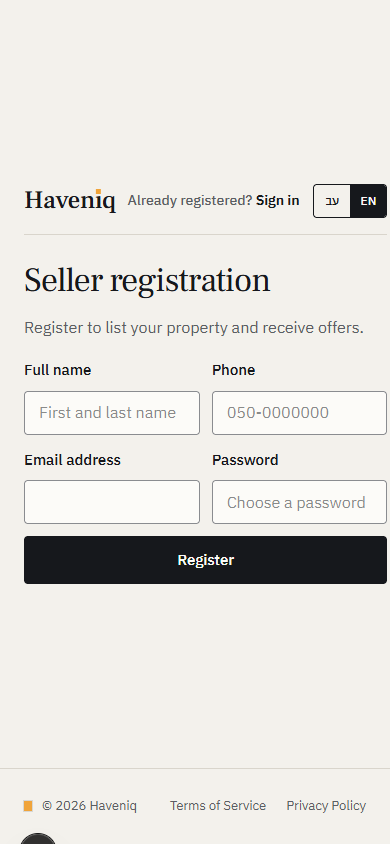 Haveniq Already registered? Sign in עב EN
Seller registration
Register to list your property and receive offers.
Full name Phone
First and last name 050-0000000
Email address Password
Choose a password
Register
© 2026 Haveniq Terms of Service Privacy Policy